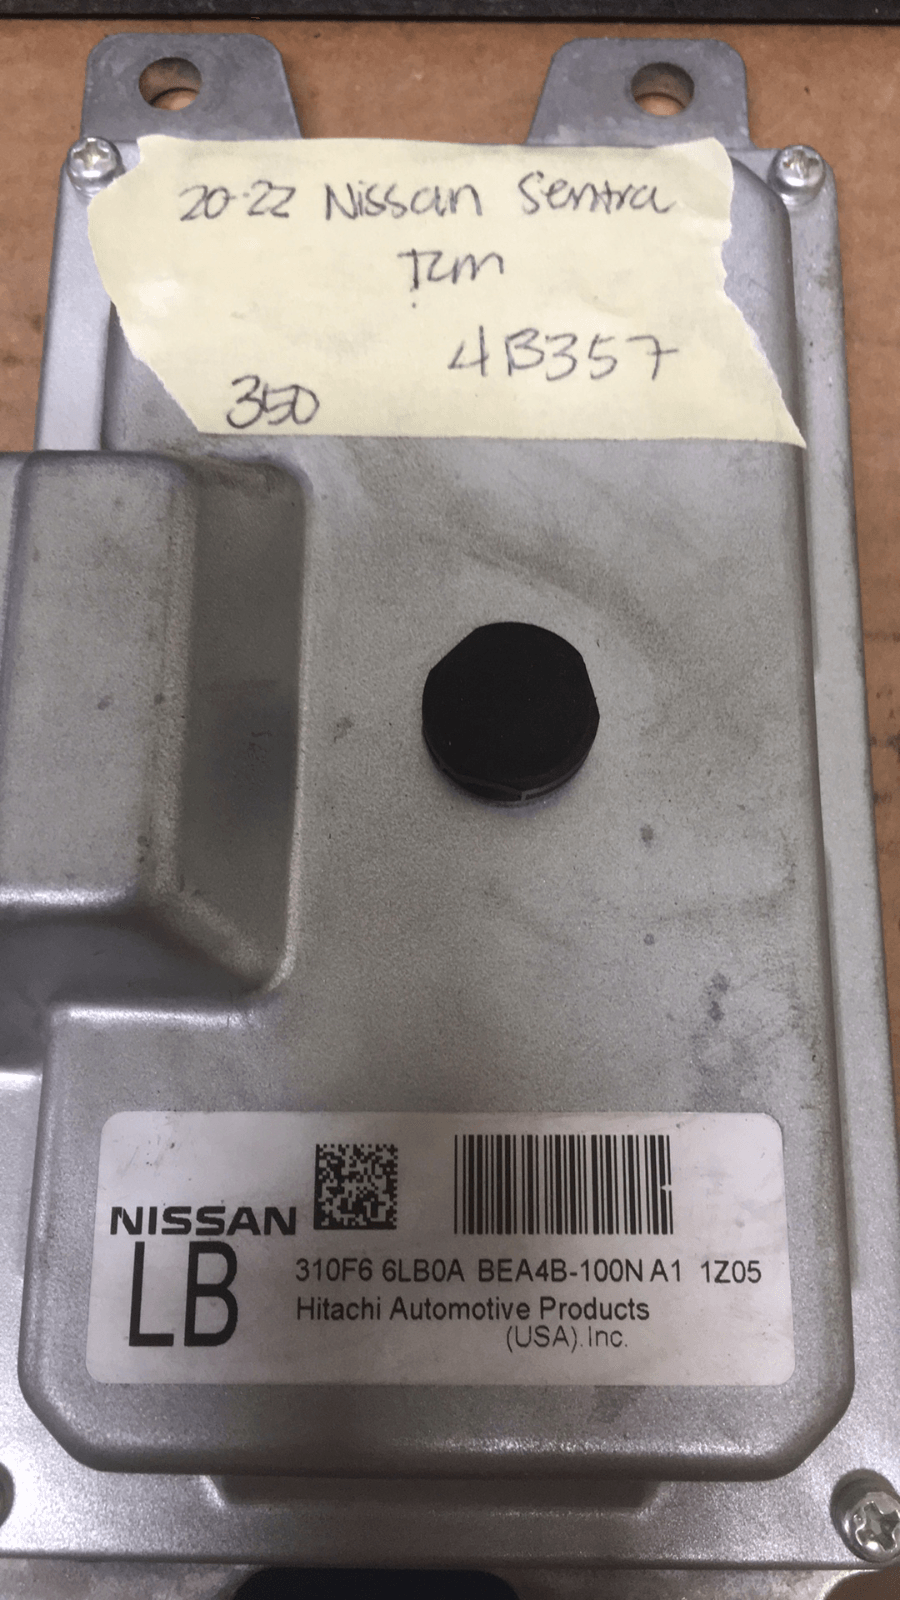 20-22 Nissan Sentra
TCM
4B357
350
NISSAN
LB
310F6 6LB0A BEA4B-100N A1 1Z05
Hitachi Automotive Products
(USA).Inc.